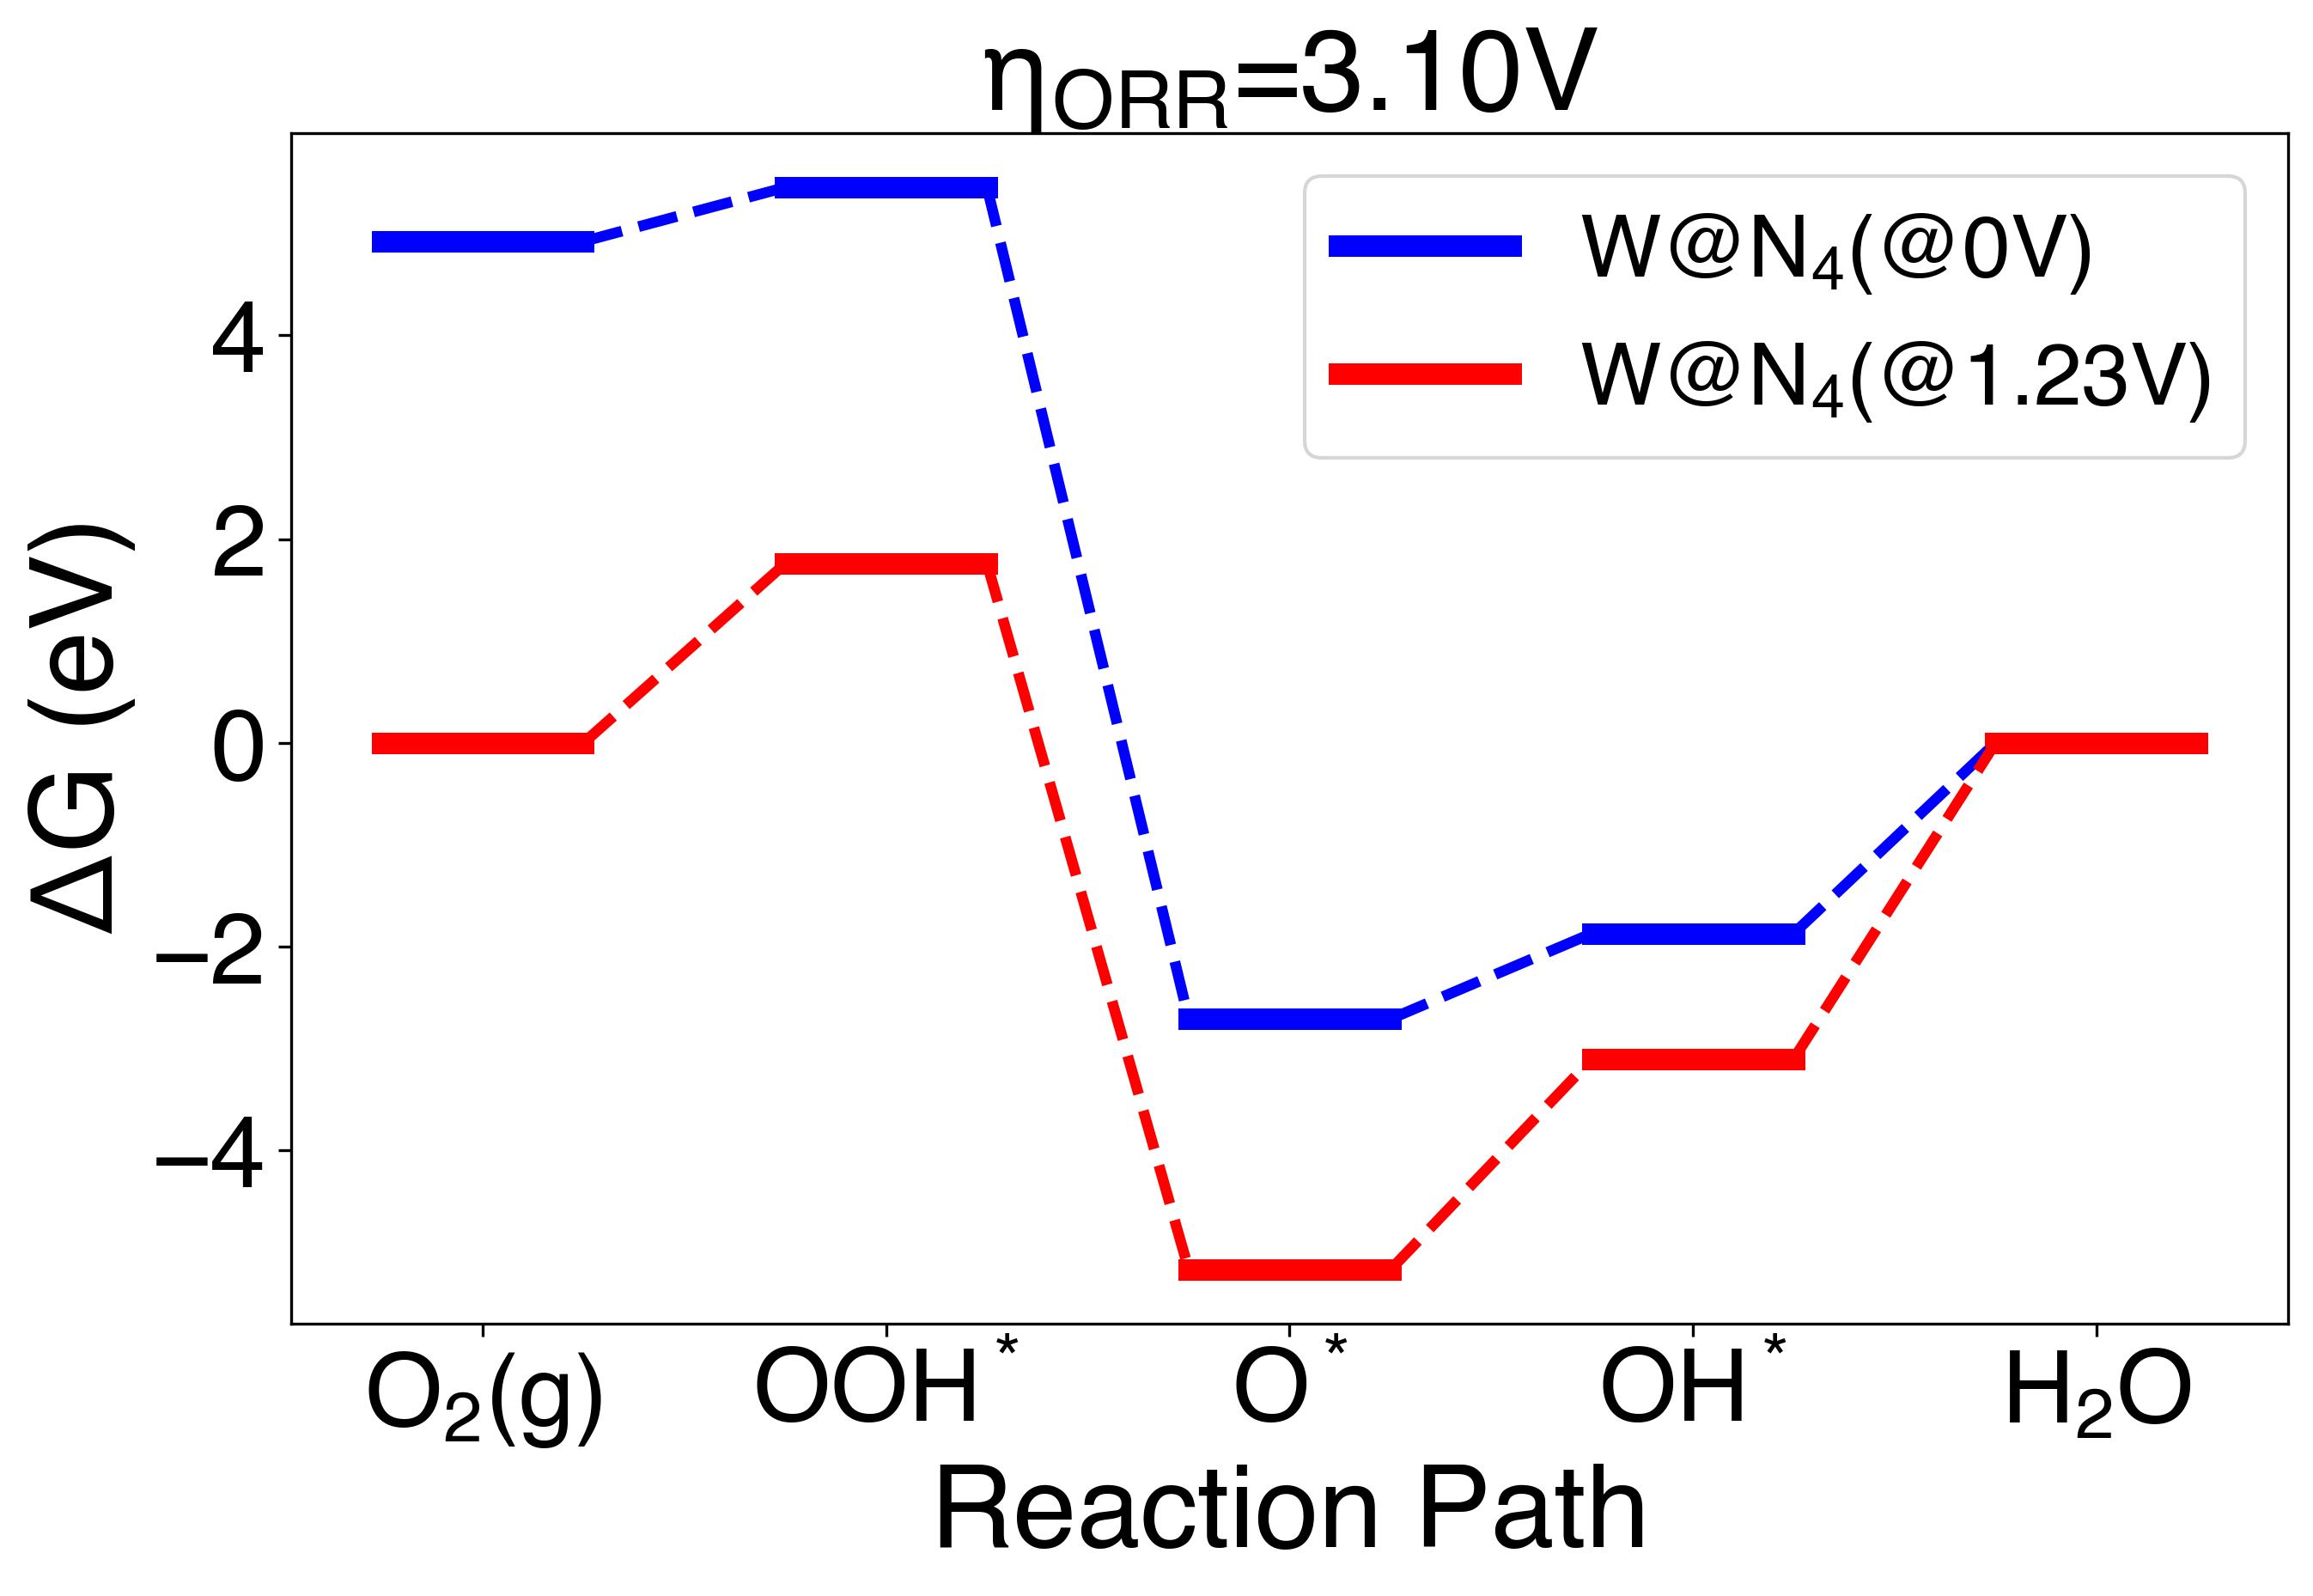 η_ORR=3.10V
W@N₄(@0V)
W@N₄(@1.23V)
ΔG (eV)
4
2
0
−2
−4
O₂(g) OOH* O* OH* H₂O
Reaction Path